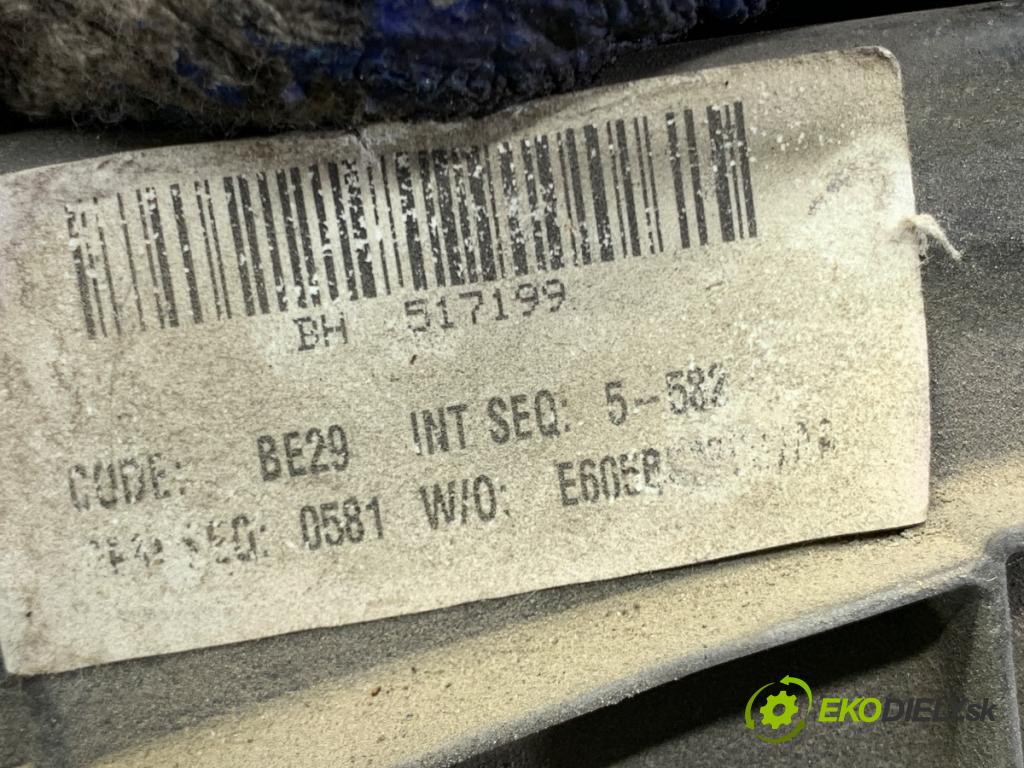 BH 517199
CODE: BE29 INT SEQ: 5-582
SEQ: 0581 W/O:
EKODIELY.sk